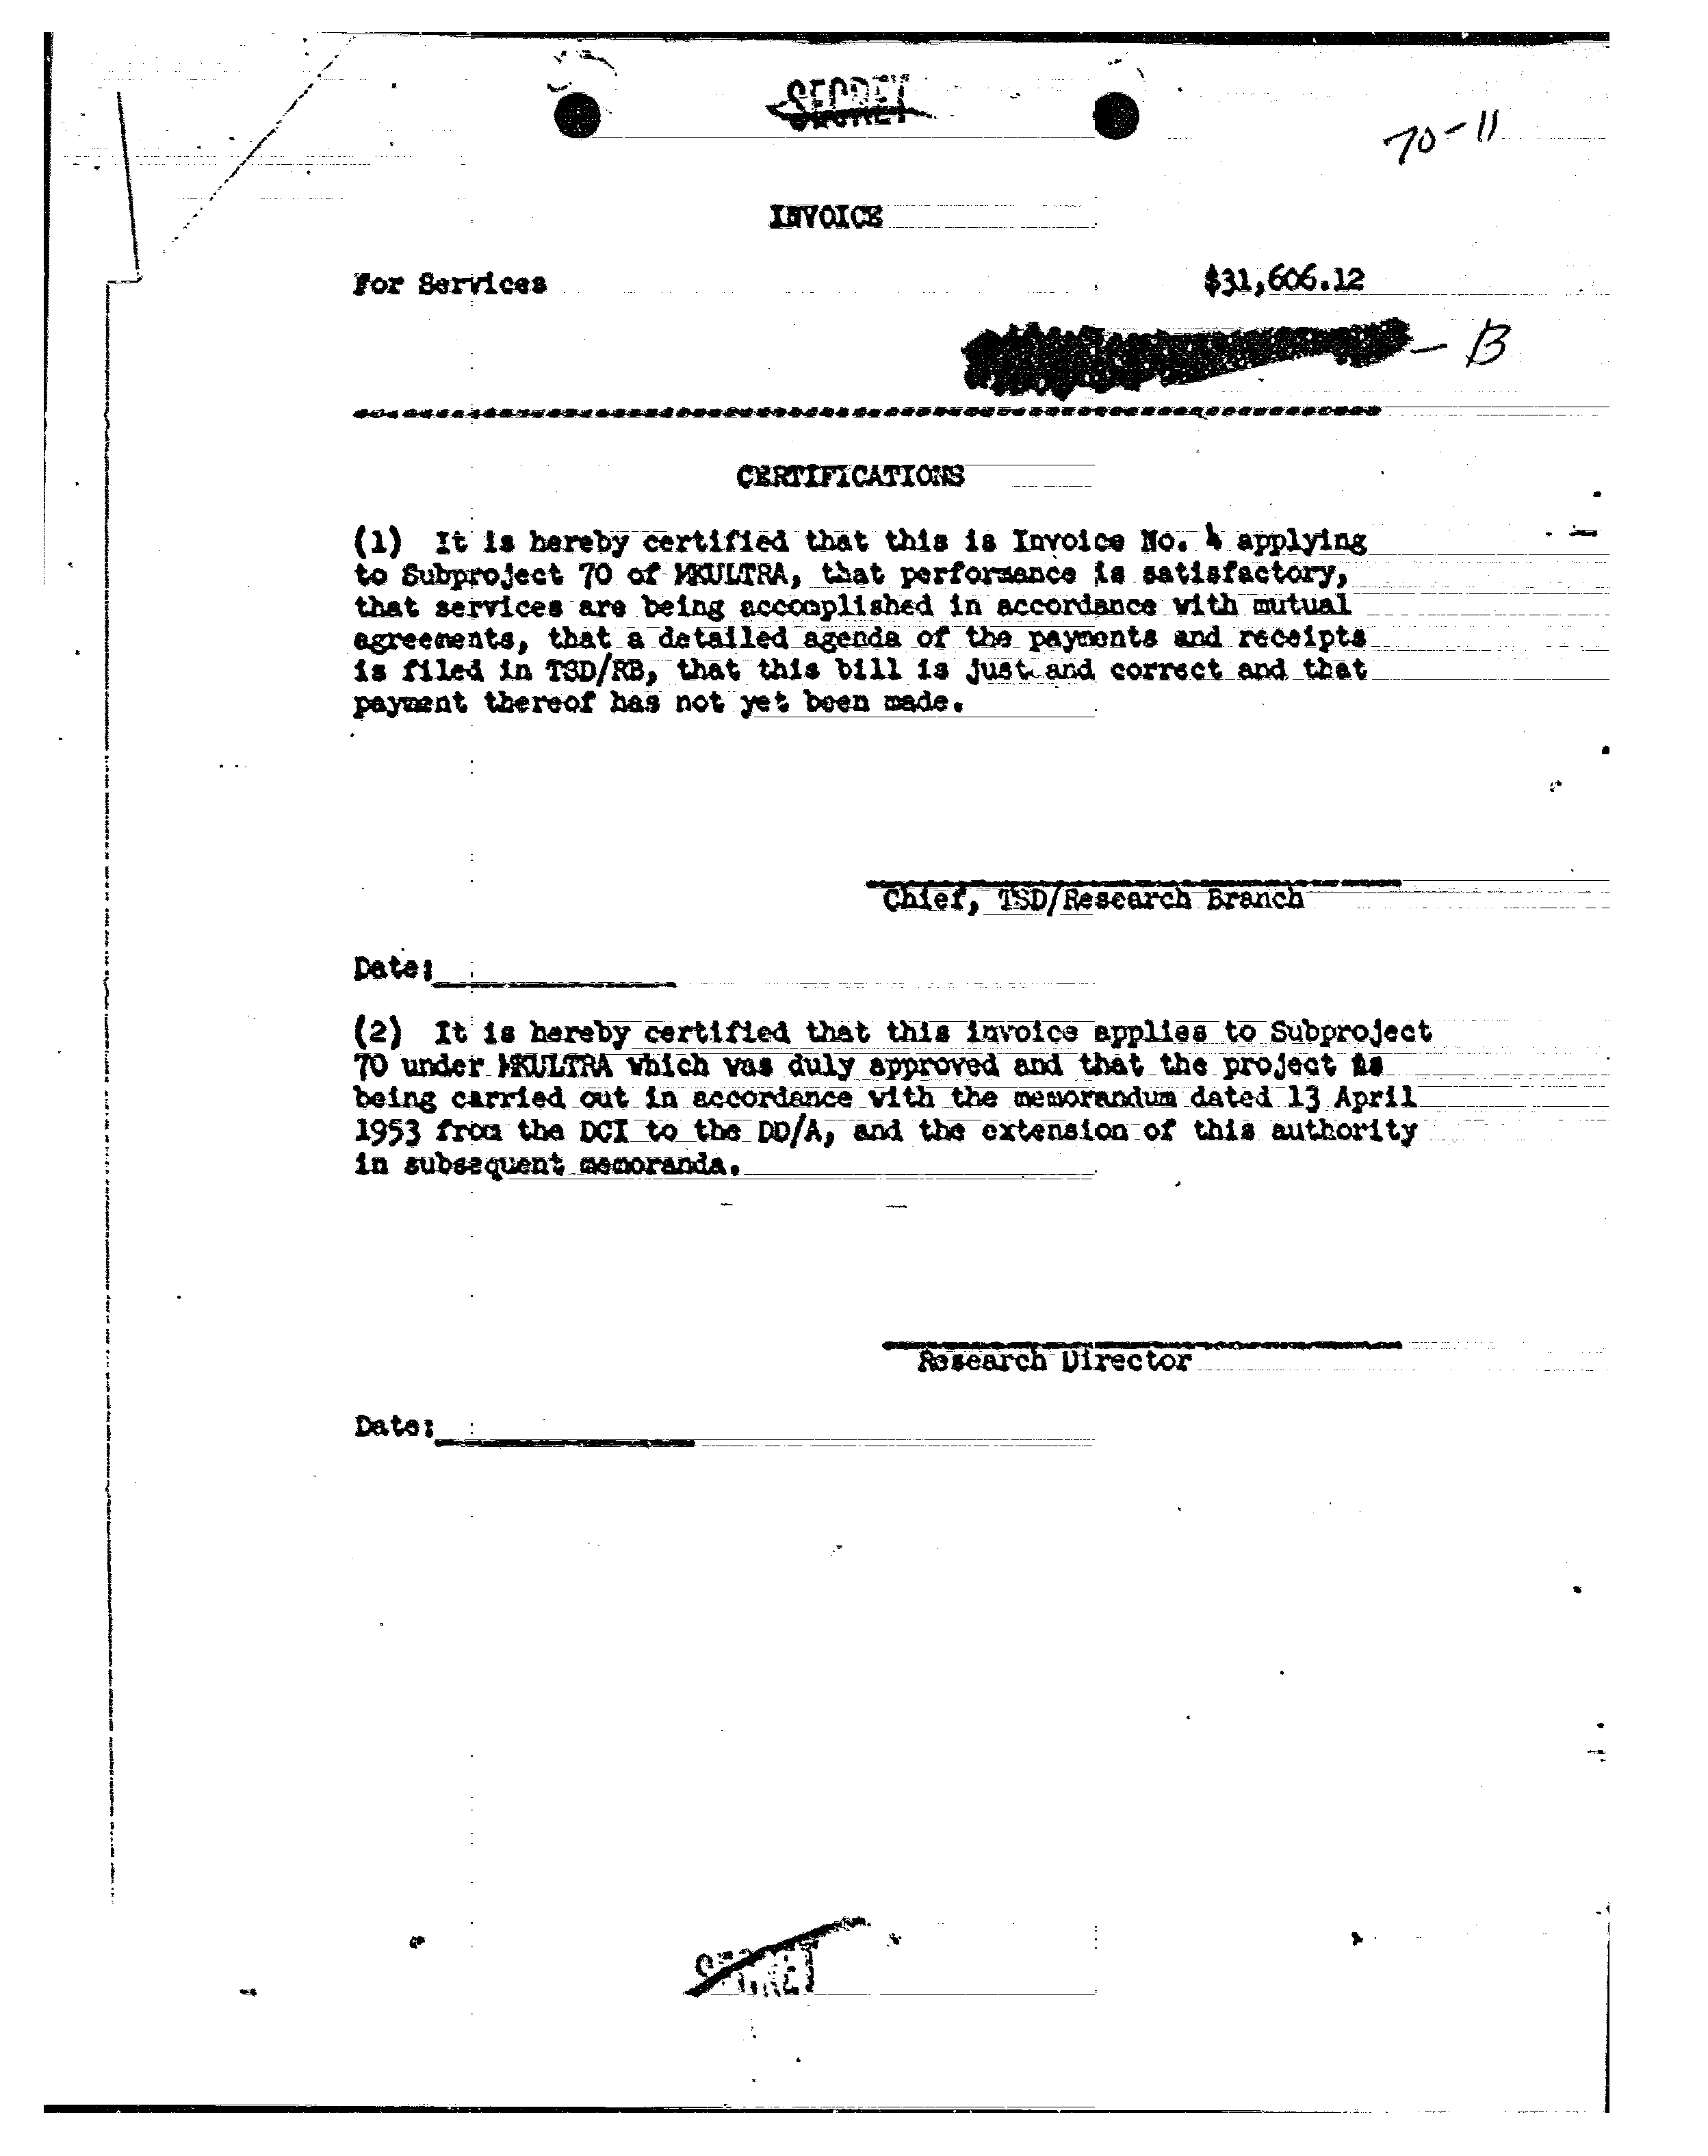 SECRET
70-11
INVOICE
For Services $31,606.12
- B
CERTIFICATIONS
(1) It is hereby certified that this is Invoice No. 4 applying
to Subproject 70 of MKULTRA, that performance is satisfactory,
that services are being accomplished in accordance with mutual
agreements, that a detailed agenda of the payments and receipts
is filed in TSD/RB, that this bill is just and correct and that
payment thereof has not yet been made.
Chief, TSD/Research Branch
Date:
(2) It is hereby certified that this invoice applies to Subproject
70 under MKULTRA which was duly approved and that the project is
being carried out in accordance with the memorandum dated 13 April
1953 from the DCI to the DD/A, and the extension of this authority
in subsequent memoranda.
Research Director
Date:
SECRET